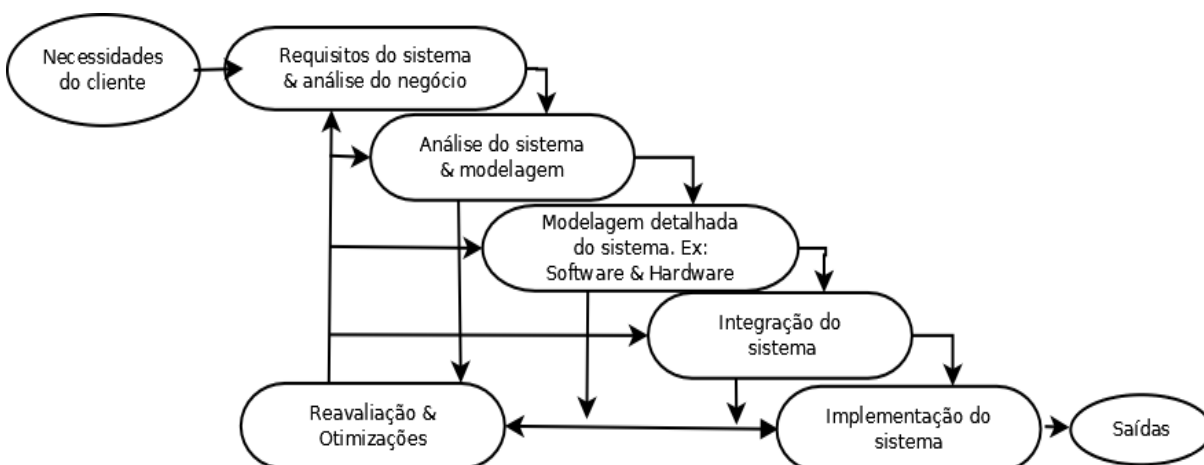 Necessidades
do cliente
Requisitos do sistema
& análise do negócio
Análise do sistema
& modelagem
Modelagem detalhada
do sistema. Ex:
Software & Hardware
Integração do
sistema
Reavaliação &
Otimizações
Implementação do
sistema
Saídas